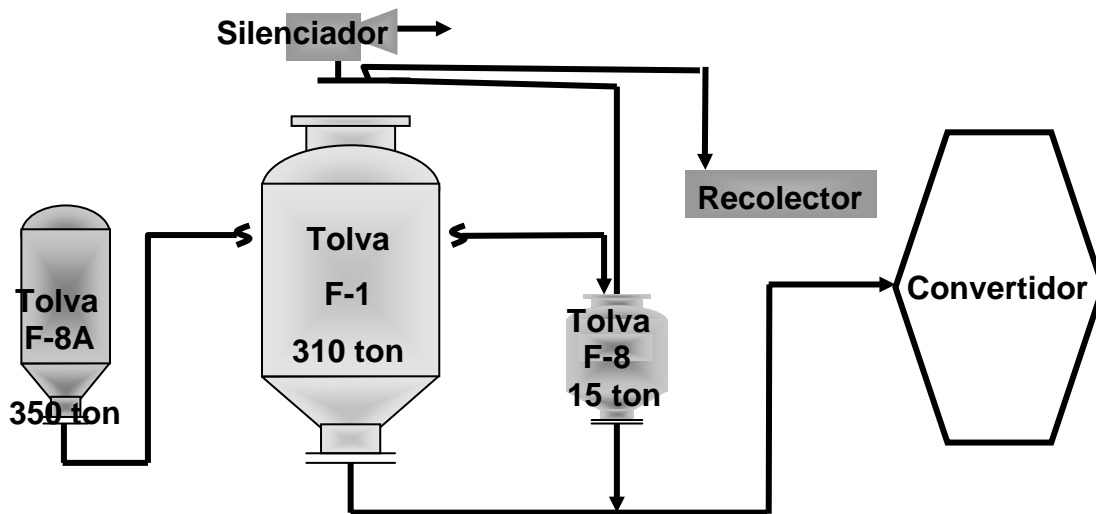 Silenciador
Recolector
Tolva
F-1
310 ton
Tolva
F-8A
350 ton
Tolva
F-8
15 ton
Convertidor